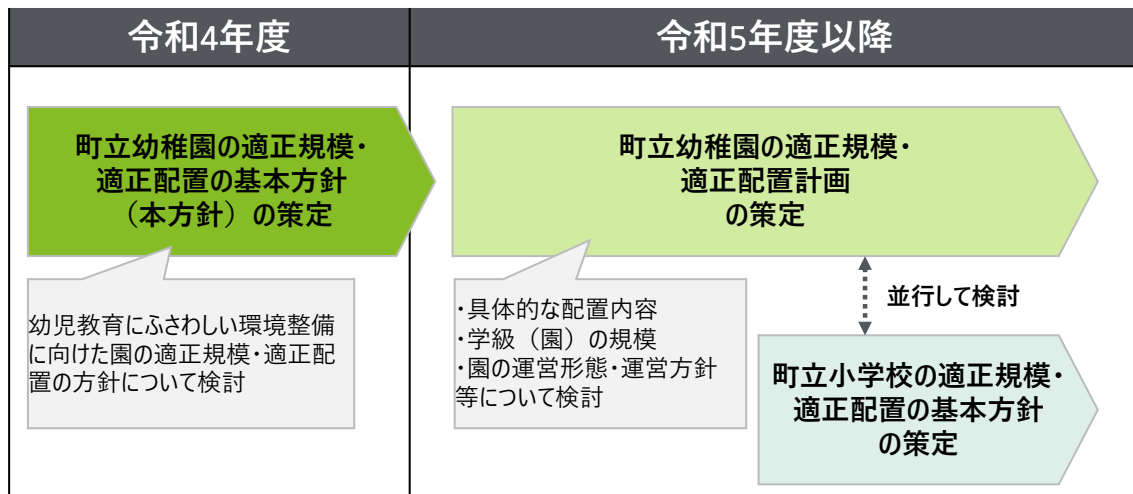 令和4年度
令和5年度以降
町立幼稚園の適正規模・
適正配置の基本方針
（本方針）の策定
町立幼稚園の適正規模・
適正配置計画
の策定
幼児教育にふさわしい環境整備
に向けた園の適正規模・適正配
置の方針について検討
・具体的な配置内容
・学級（園）の規模
・園の運営形態・運営方針
等について検討
並行して検討
町立小学校の適正規模・
適正配置の基本方針
の策定